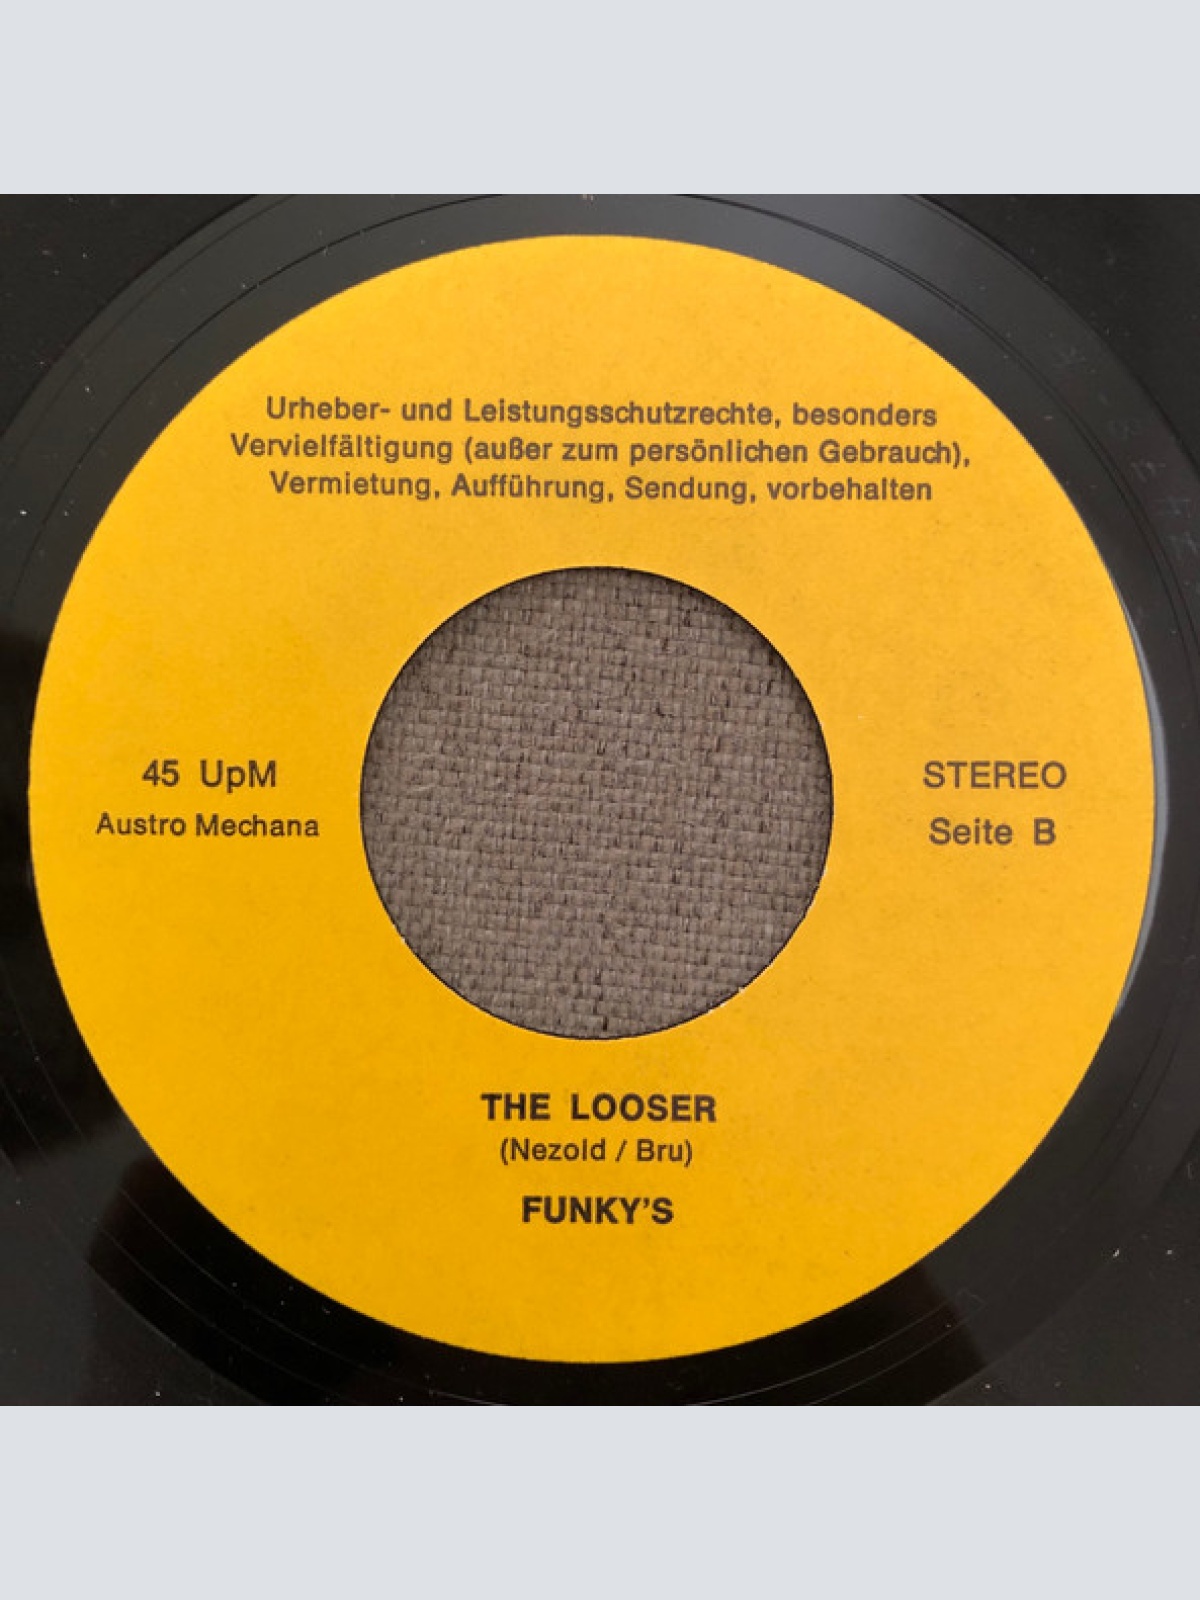 Urheber- und Leistungsschutzrechte, besonders
Vervielfältigung (außer zum persönlichen Gebrauch),
Vermietung, Aufführung, Sendung, vorbehalten
45 UpM
Austro Mechana
STEREO
Seite B
THE LOOSER
(Nezold / Bru)
FUNKY'S